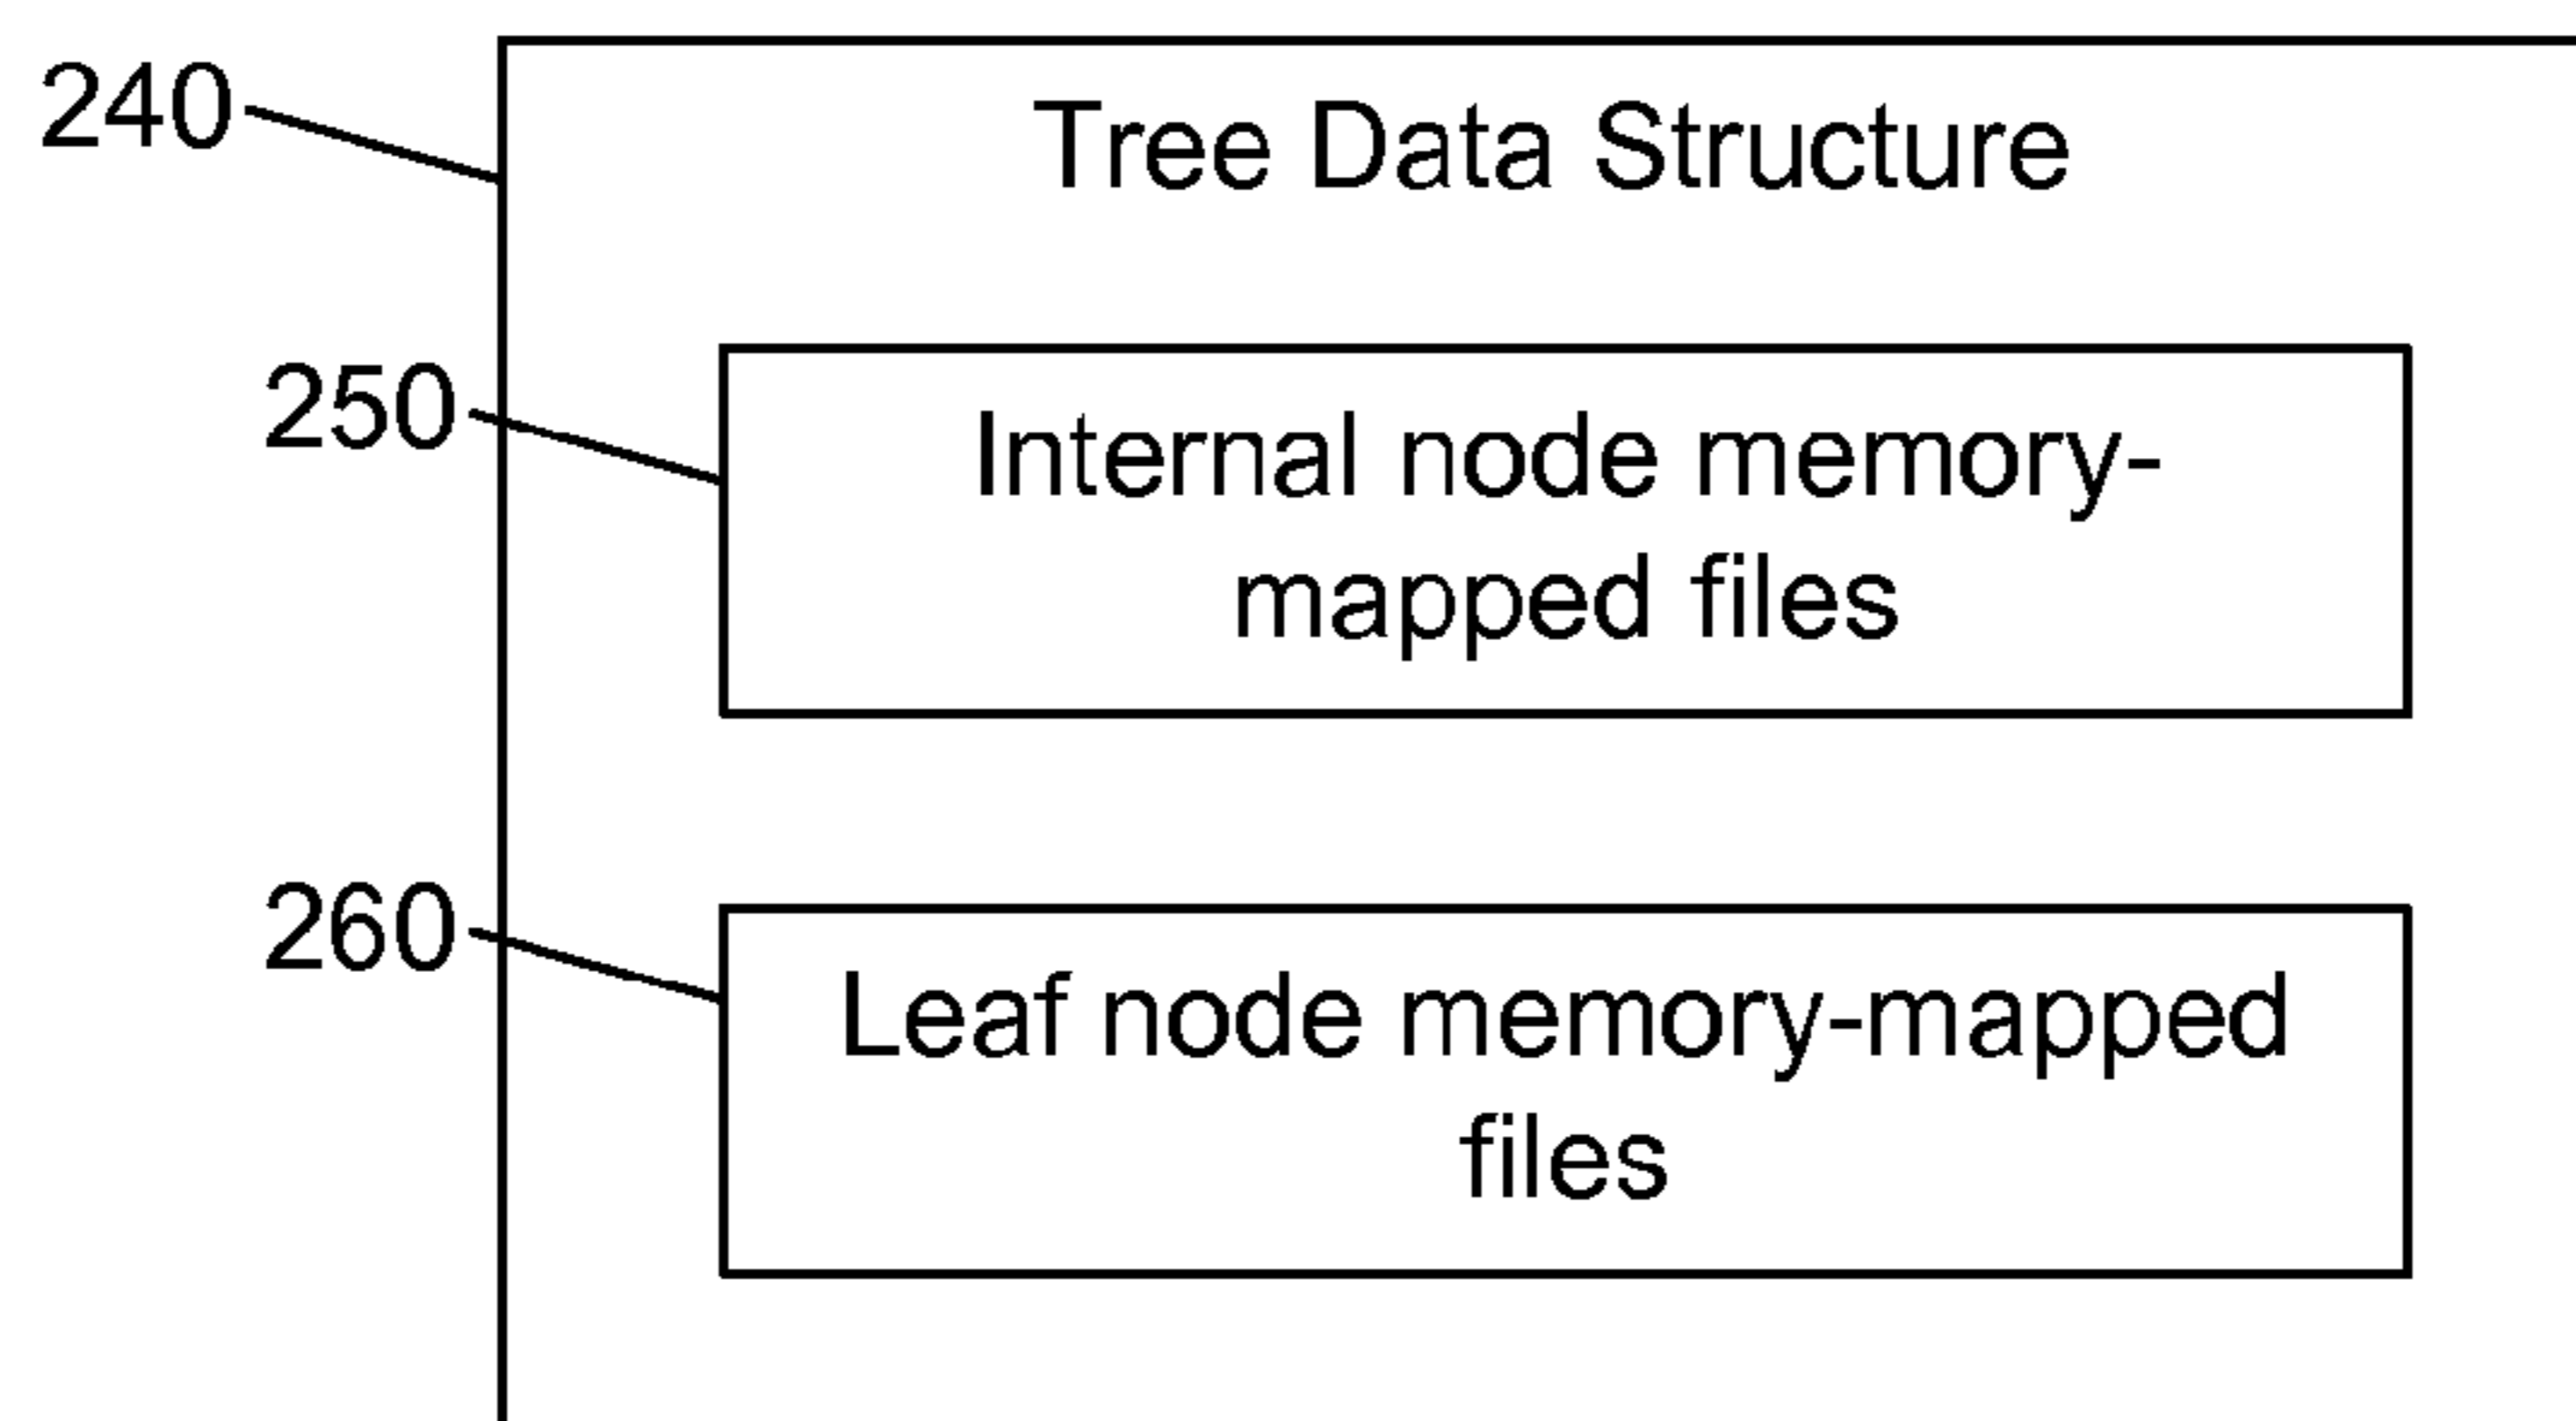 240
Tree Data Structure
250
Internal node memory-
mapped files
260
Leaf node memory-mapped
files